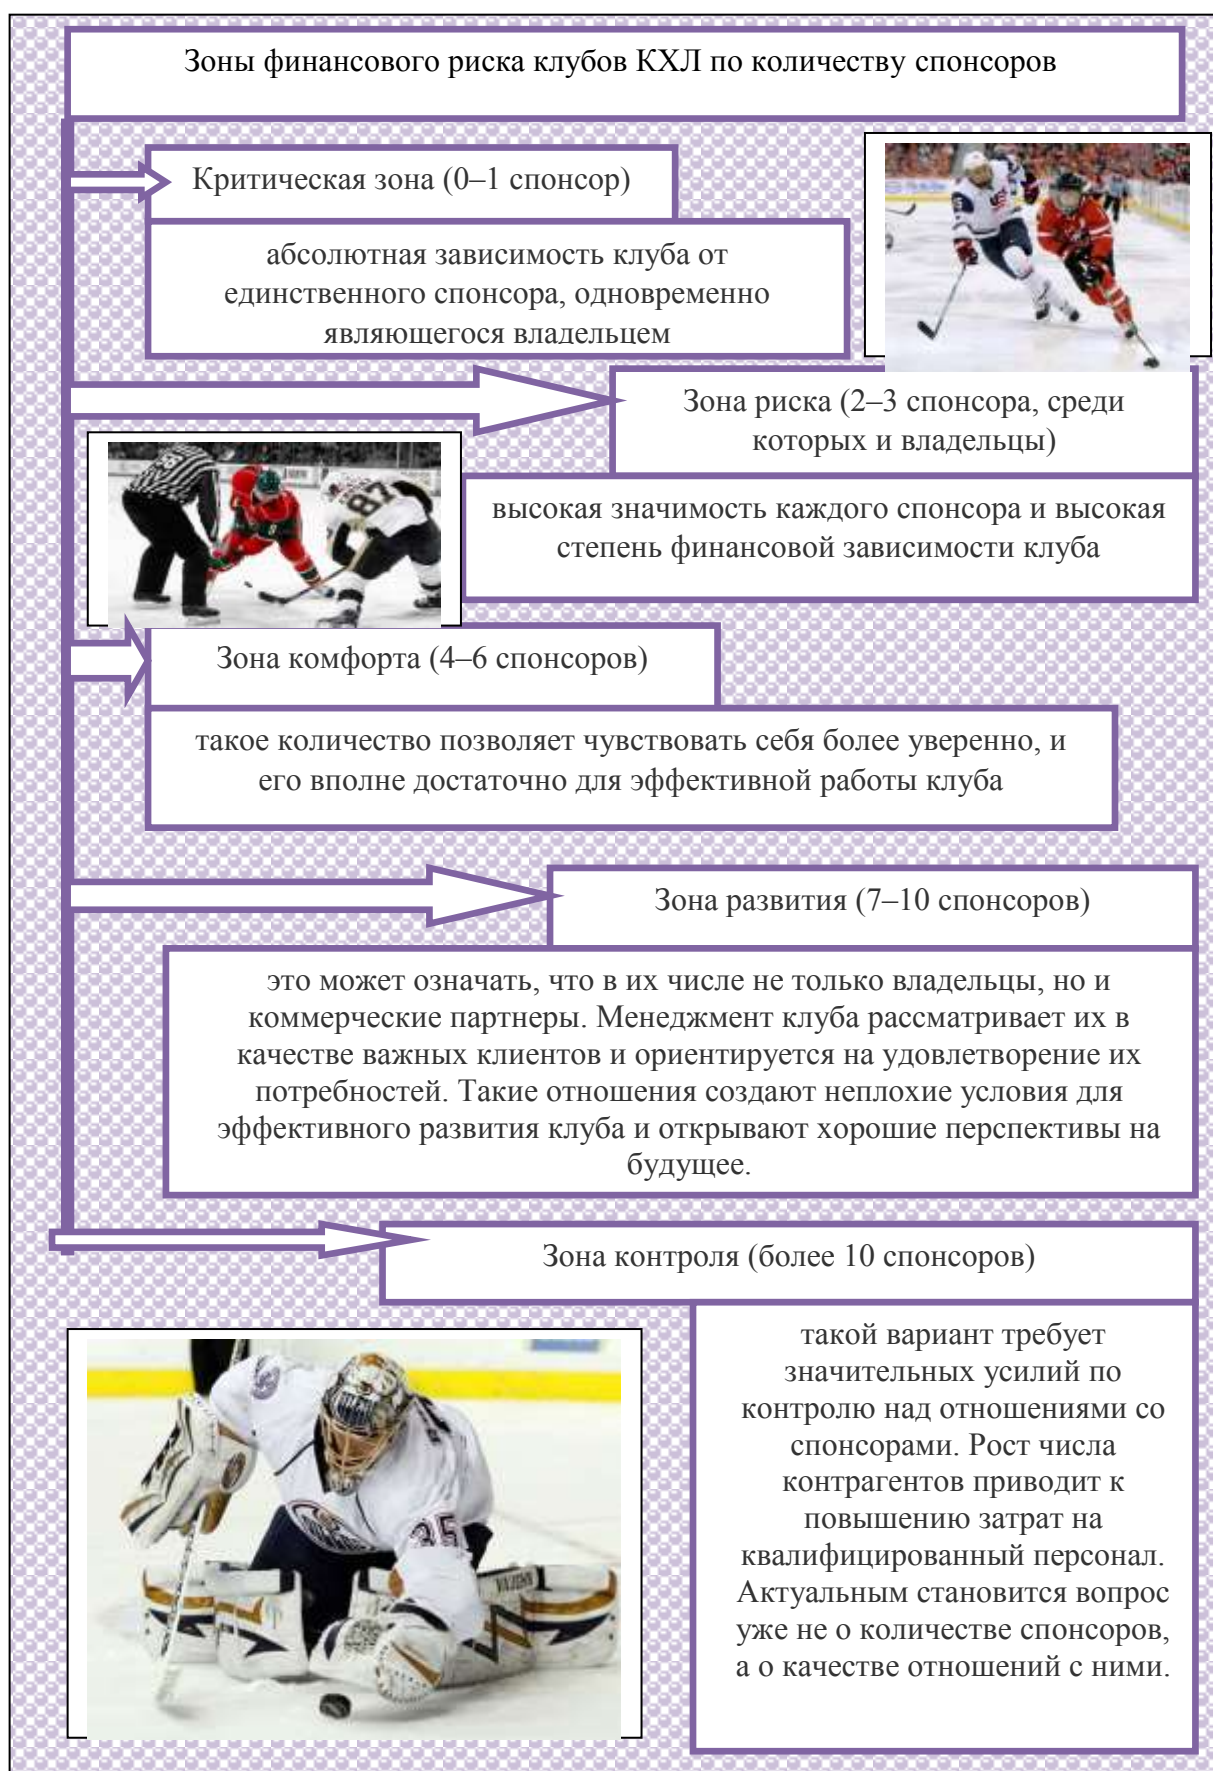 Зоны финансового риска клубов КХЛ по количеству спонсоров
Критическая зона (0–1 спонсор)
абсолютная зависимость клуба от
единственного спонсора, одновременно
являющегося владельцем
Зона риска (2–3 спонсора, среди
которых и владельцы)
87
высокая значимость каждого спонсора и высокая
степень финансовой зависимости клуба
Зона комфорта (4–6 спонсоров)
такое количество позволяет чувствовать себя более уверенно, и
его вполне достаточно для эффективной работы клуба
Зона развития (7–10 спонсоров)
это может означать, что в их числе не только владельцы, но и
коммерческие партнеры. Менеджмент клуба рассматривает их в
качестве важных клиентов и ориентируется на удовлетворение их
потребностей. Такие отношения создают неплохие условия для
эффективного развития клуба и открывают хорошие перспективы на
будущее.
Зона контроля (более 10 спонсоров)
35
такой вариант требует
значительных усилий по
контролю над отношениями со
спонсорами. Рост числа
контрагентов приводит к
повышению затрат на
квалифицированный персонал.
Актуальным становится вопрос
уже не о количестве спонсоров,
а о качестве отношений с ними.